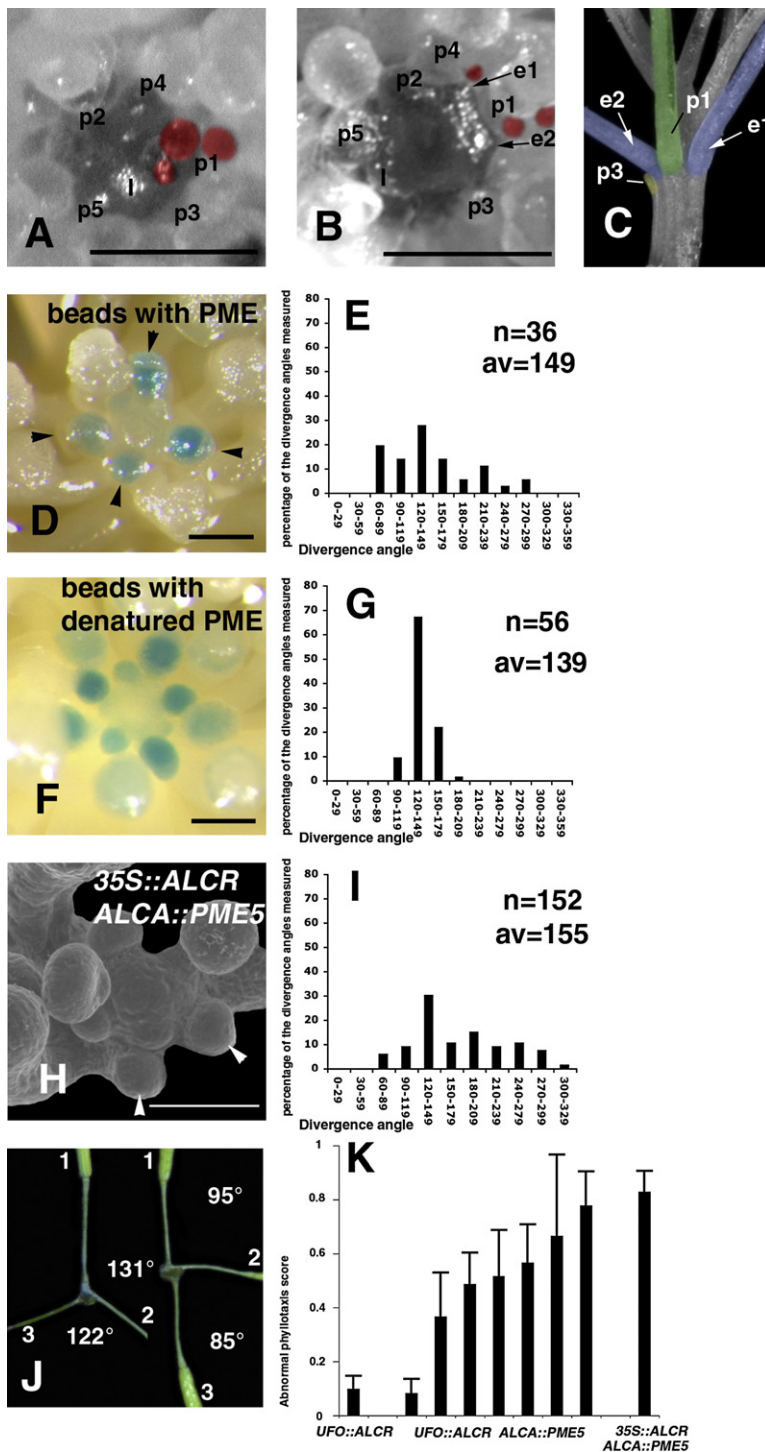 p4
p2
p1
I
p5
p3
A
p4
e1
p2
p1
p5
e2
I
p3
B
e2
p1
e1
p3
C
beads with PME
D
E
n=36
av=149
percentage of the divergence angles measured
80
70
60
50
40
30
20
10
0
0-29
30-59
60-89
90-119
120-149
150-179
180-209
210-239
240-279
270-299
300-329
330-359
Divergence angle
beads with
denatured PME
F
G
n=56
av=139
percentage of the divergence angles measured
80
70
60
50
40
30
20
10
0
0-29
30-59
60-89
90-119
120-149
150-179
180-209
210-239
240-279
270-299
300-329
330-359
Divergence angle
35S::ALCR
ALCA::PME5
H
I
n=152
av=155
percentage of the divergence angles measured
80
70
60
50
40
30
20
10
0
0-29
30-59
60-89
90-119
120-149
150-179
180-209
210-239
240-279
270-299
300-329
Divergence angle
1
1
95°
131°
2
2
3
122°
85°
3
J
K
Abnormal phyllotaxis score
1
0.8
0.6
0.4
0.2
0
UFO::ALCR
UFO::ALCR ALCA::PME5
35S::ALCR
ALCA::PME5